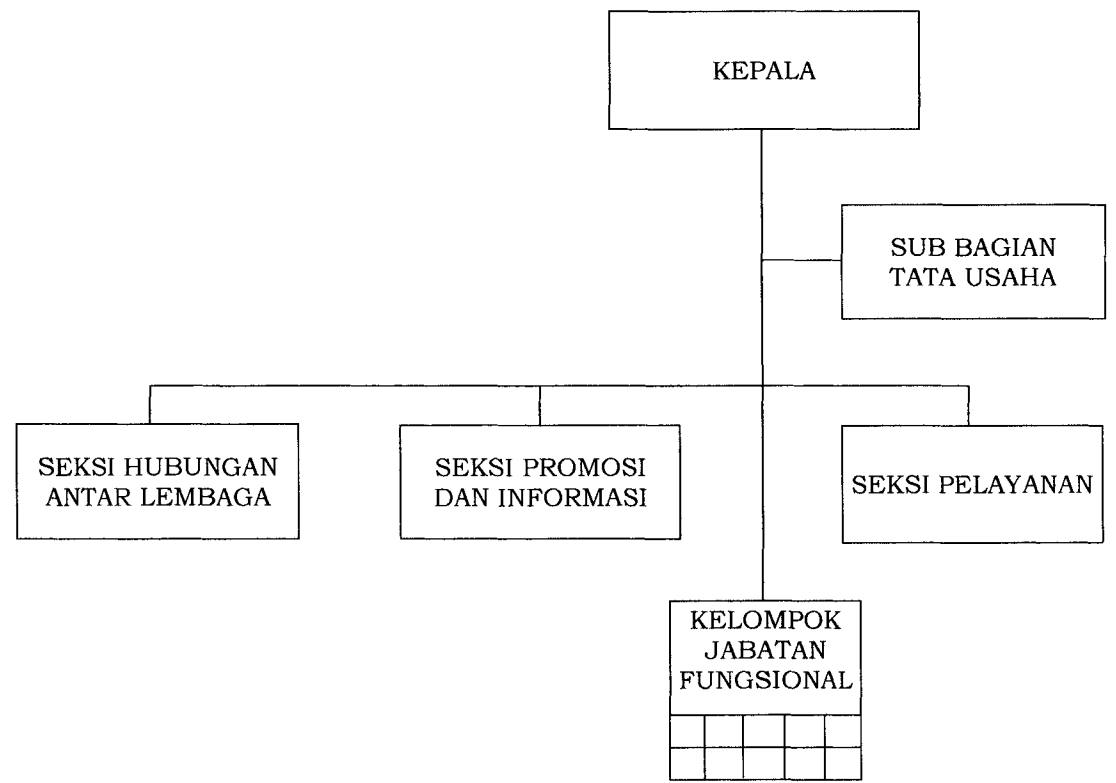 KEPALA
SUB BAGIAN
TATA USAHA
SEKSI HUBUNGAN
ANTAR LEMBAGA
SEKSI PROMOSI
DAN INFORMASI
SEKSI PELAYANAN
KELOMPOK
JABATAN
FUNGSIONAL